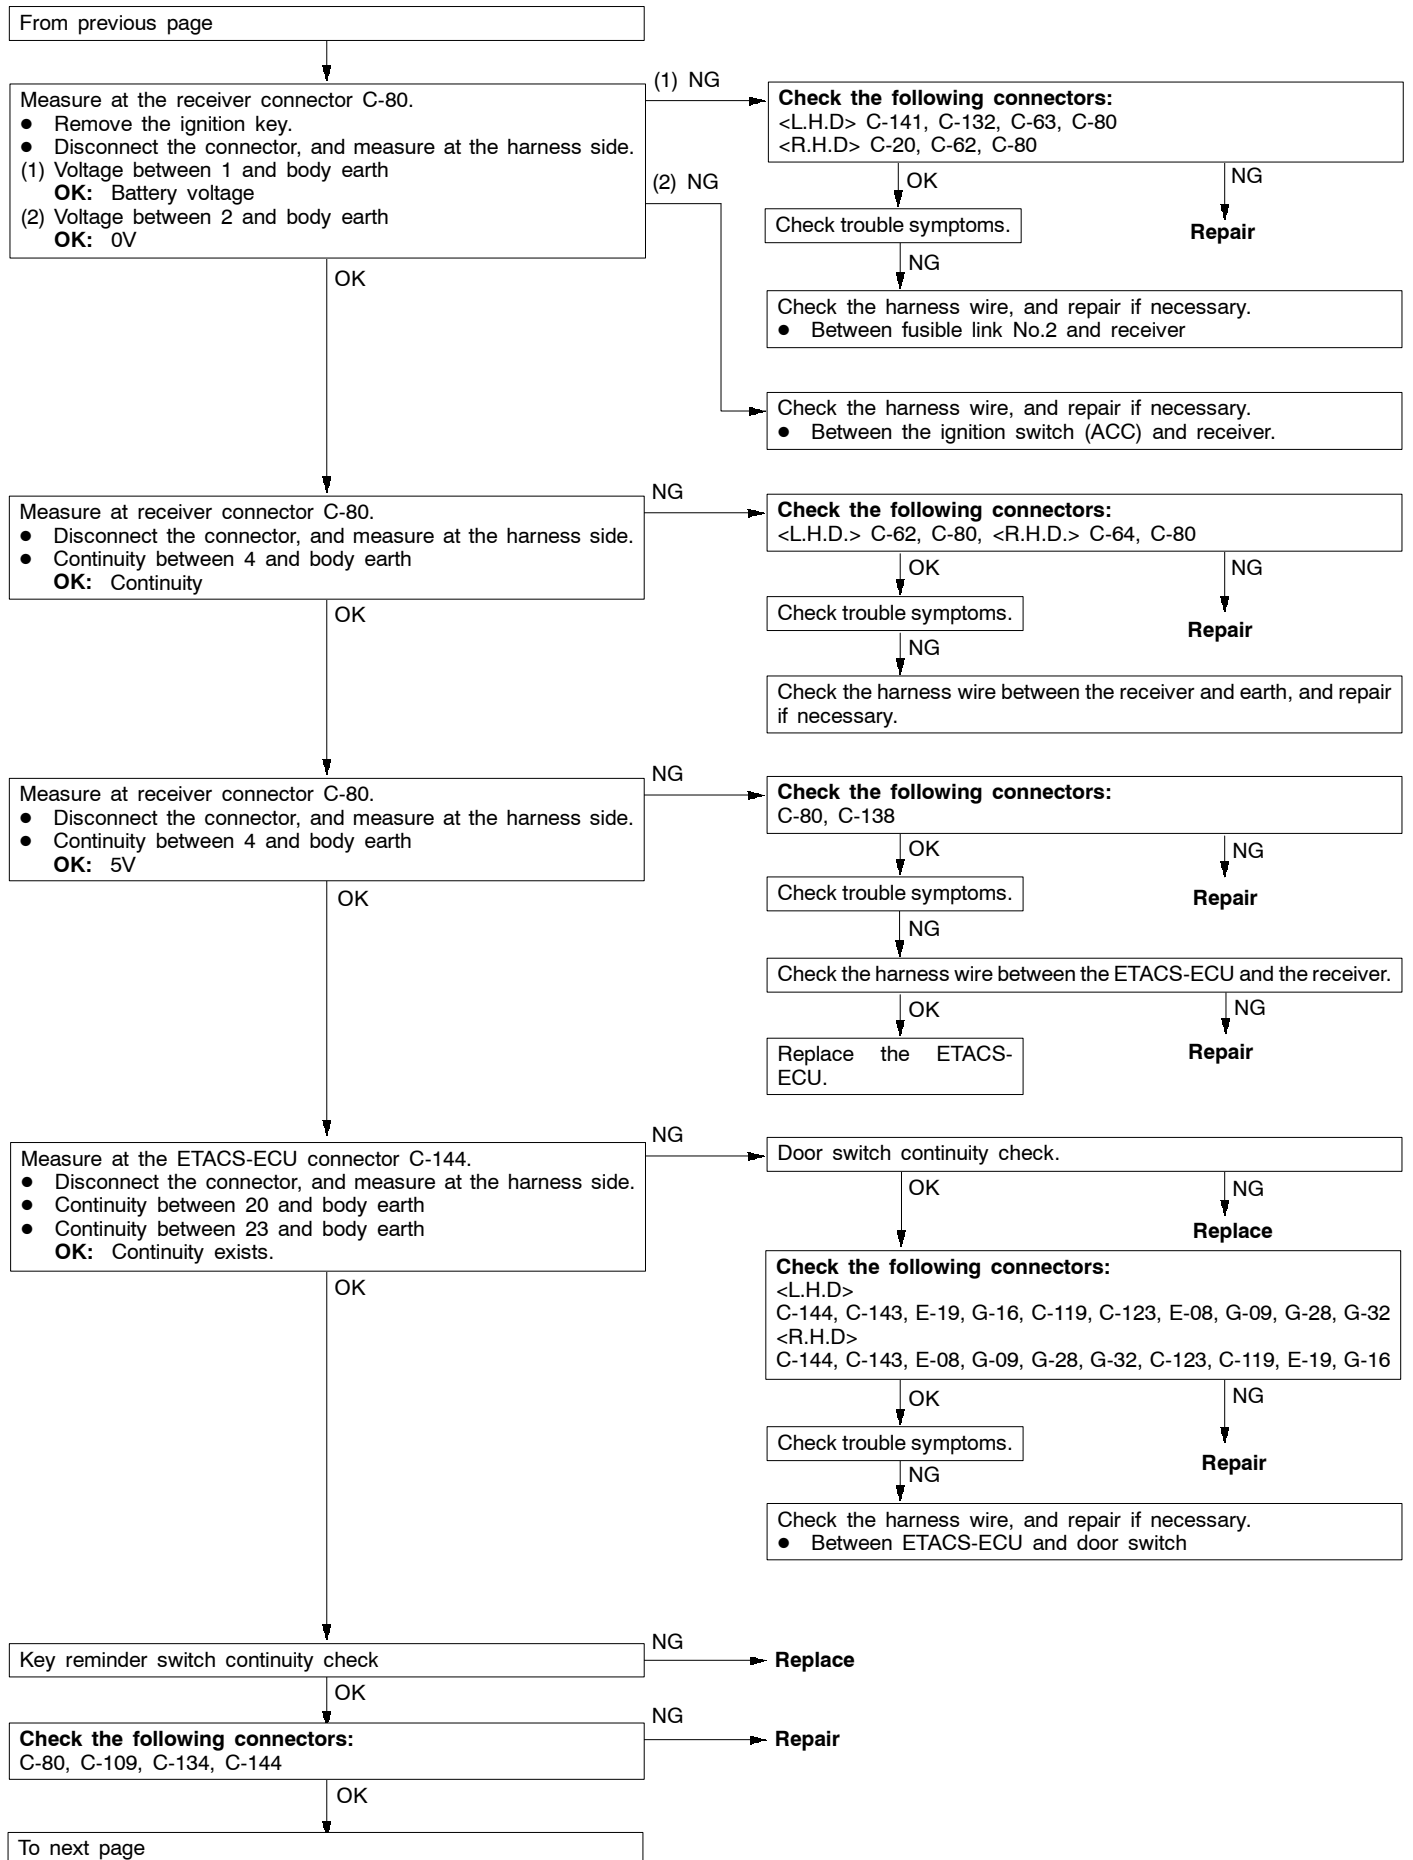 From previous page
Measure at the receiver connector C-80.
● Remove the ignition key.
● Disconnect the connector, and measure at the harness side.
(1) Voltage between 1 and body earth
OK: Battery voltage
(2) Voltage between 2 and body earth
OK: 0V
(1) NG
(2) NG
OK
Check the following connectors:
<L.H.D> C-141, C-132, C-63, C-80
<R.H.D> C-20, C-62, C-80
OK
NG
Check trouble symptoms.
Repair
NG
Check the harness wire, and repair if necessary.
● Between fusible link No.2 and receiver
Check the harness wire, and repair if necessary.
● Between the ignition switch (ACC) and receiver.
Measure at receiver connector C-80.
● Disconnect the connector, and measure at the harness side.
● Continuity between 4 and body earth
OK: Continuity
NG
OK
Check the following connectors:
<L.H.D.> C-62, C-80, <R.H.D.> C-64, C-80
OK
NG
Check trouble symptoms.
Repair
NG
Check the harness wire between the receiver and earth, and repair
if necessary.
Measure at receiver connector C-80.
● Disconnect the connector, and measure at the harness side.
● Continuity between 4 and body earth
OK: 5V
NG
OK
Check the following connectors:
C-80, C-138
OK
NG
Check trouble symptoms.
Repair
NG
Check the harness wire between the ETACS-ECU and the receiver.
OK
NG
Replace the ETACS-
ECU.
Repair
Measure at the ETACS-ECU connector C-144.
● Disconnect the connector, and measure at the harness side.
● Continuity between 20 and body earth
● Continuity between 23 and body earth
OK: Continuity exists.
NG
OK
Door switch continuity check.
OK
NG
Replace
Check the following connectors:
<L.H.D>
C-144, C-143, E-19, G-16, C-119, C-123, E-08, G-09, G-28, G-32
<R.H.D>
C-144, C-143, E-08, G-09, G-28, G-32, C-123, C-119, E-19, G-16
OK
NG
Check trouble symptoms.
Repair
NG
Check the harness wire, and repair if necessary.
● Between ETACS-ECU and door switch
Key reminder switch continuity check
NG
Replace
OK
Check the following connectors:
C-80, C-109, C-134, C-144
NG
Repair
OK
To next page